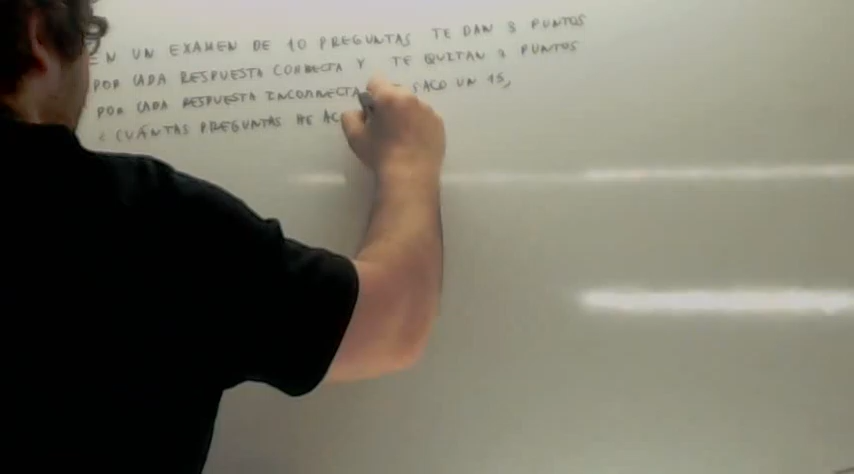 EN UN EXAMEN DE 10 PREGUNTAS TE DAN 3 PUNTOS
POR CADA RESPUESTA CORRECTA Y TE QUITAN 2 PUNTOS
POR CADA RESPUESTA INCORRECTA SACO UN 15,
¿ CUÁNTAS PREGUNTAS HE